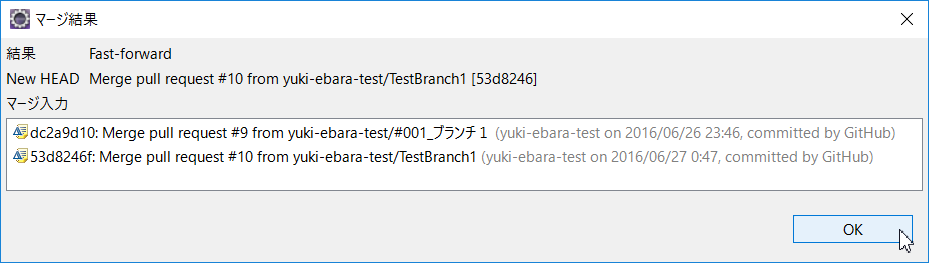 マージ結果
結果 Fast-forward
New HEAD Merge pull request #10 from yuki-ebara-test/TestBranch1 [53d8246]
マージ入力
dc2a9d10: Merge pull request #9 from yuki-ebara-test/#001_ブランチ１ (yuki-ebara-test on 2016/06/26 23:46, committed by GitHub)
53d8246f: Merge pull request #10 from yuki-ebara-test/TestBranch1 (yuki-ebara-test on 2016/06/27 0:47, committed by GitHub)
OK